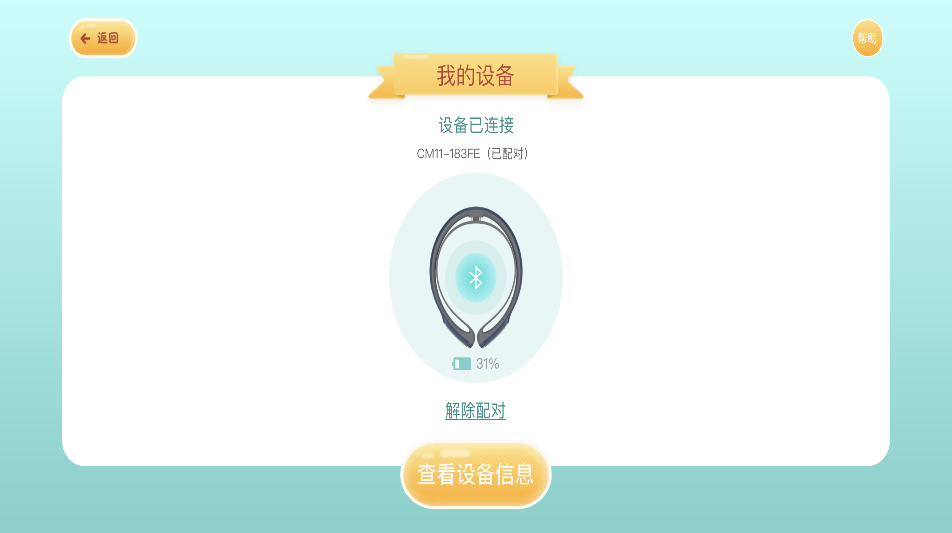 返回
帮助
我的设备
设备已连接
CM11-183FE（已配对）
31%
解除配对
查看设备信息